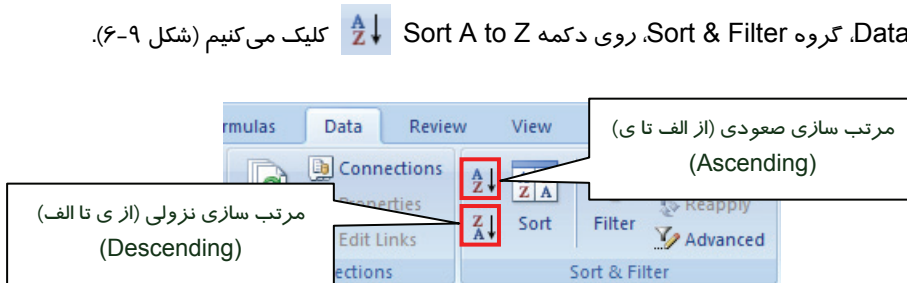 Data، گروه Sort & Filter، روی دکمه Sort A to Z کلیک می‌کنیم (شکل ۹-۶).
rmulas Data Review View
مرتب سازی صعودی (از الف تا ی)
(Ascending)
Connections
A Z
Z A
Reapply
مرتب سازی نزولی (از ی تا الف)
(Descending)
perties
Z A
Sort
Filter
Advanced
Edit Links
ections
Sort & Filter